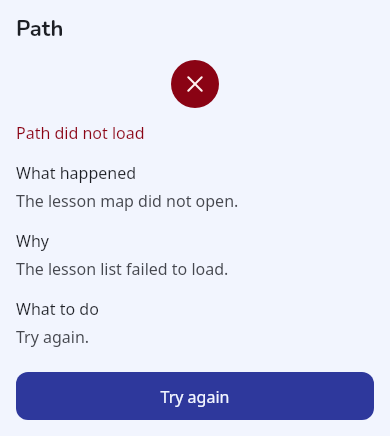 Path
Path did not load
What happened
The lesson map did not open.
Why
The lesson list failed to load.
What to do
Try again.
Try again